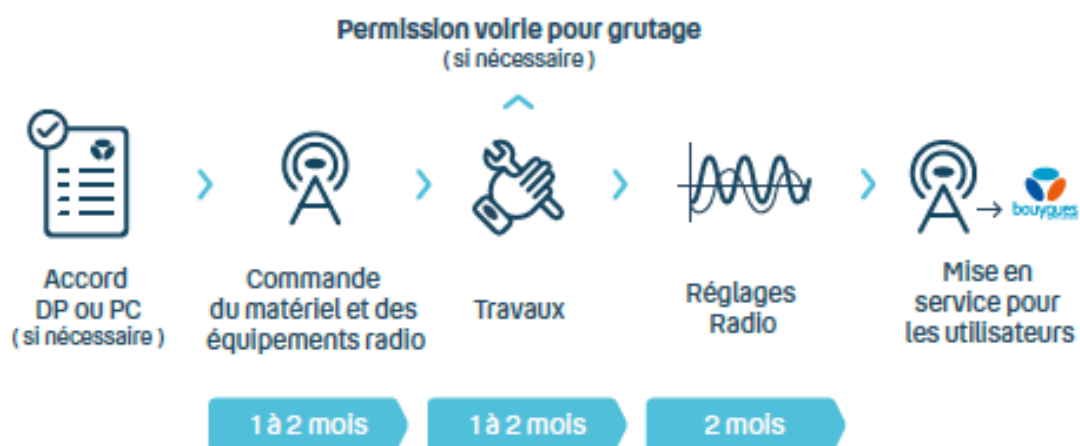 Permission voirie pour grutage
( si nécessaire )
Accord
DP ou PC
( si nécessaire )
Commande
du matériel et des
équipements radio
Travaux
Réglages
Radio
bouygues
Mise en
service pour
les utilisateurs
1 à 2 mois
1 à 2 mois
2 mois